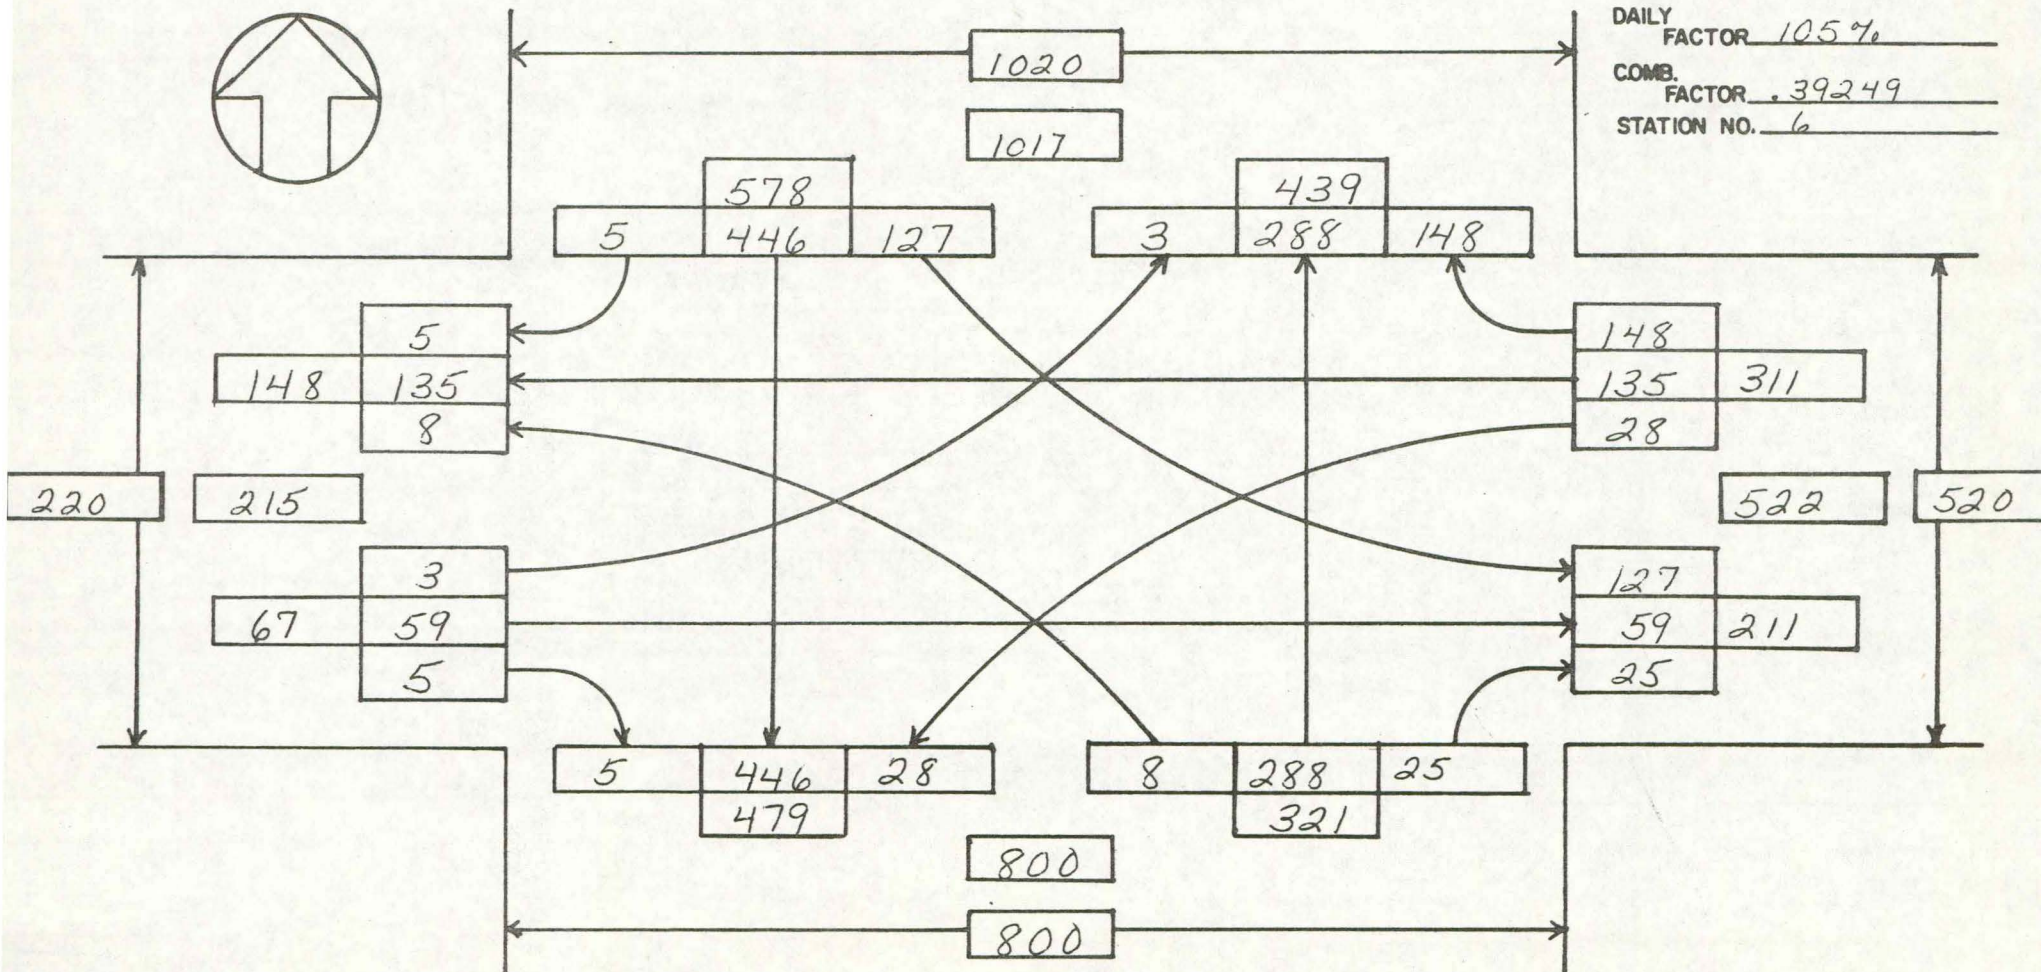 DAILY
FACTOR 105%
COMB.
FACTOR .39249
STATION NO. 6
1020
1017
578
439
5 446 127
3 288 148
5
148 135
8
148
135 311
28
220 215
522 520
3
67 59
5
127
59 211
25
5 446 28
8 288 25
479
321
800
800